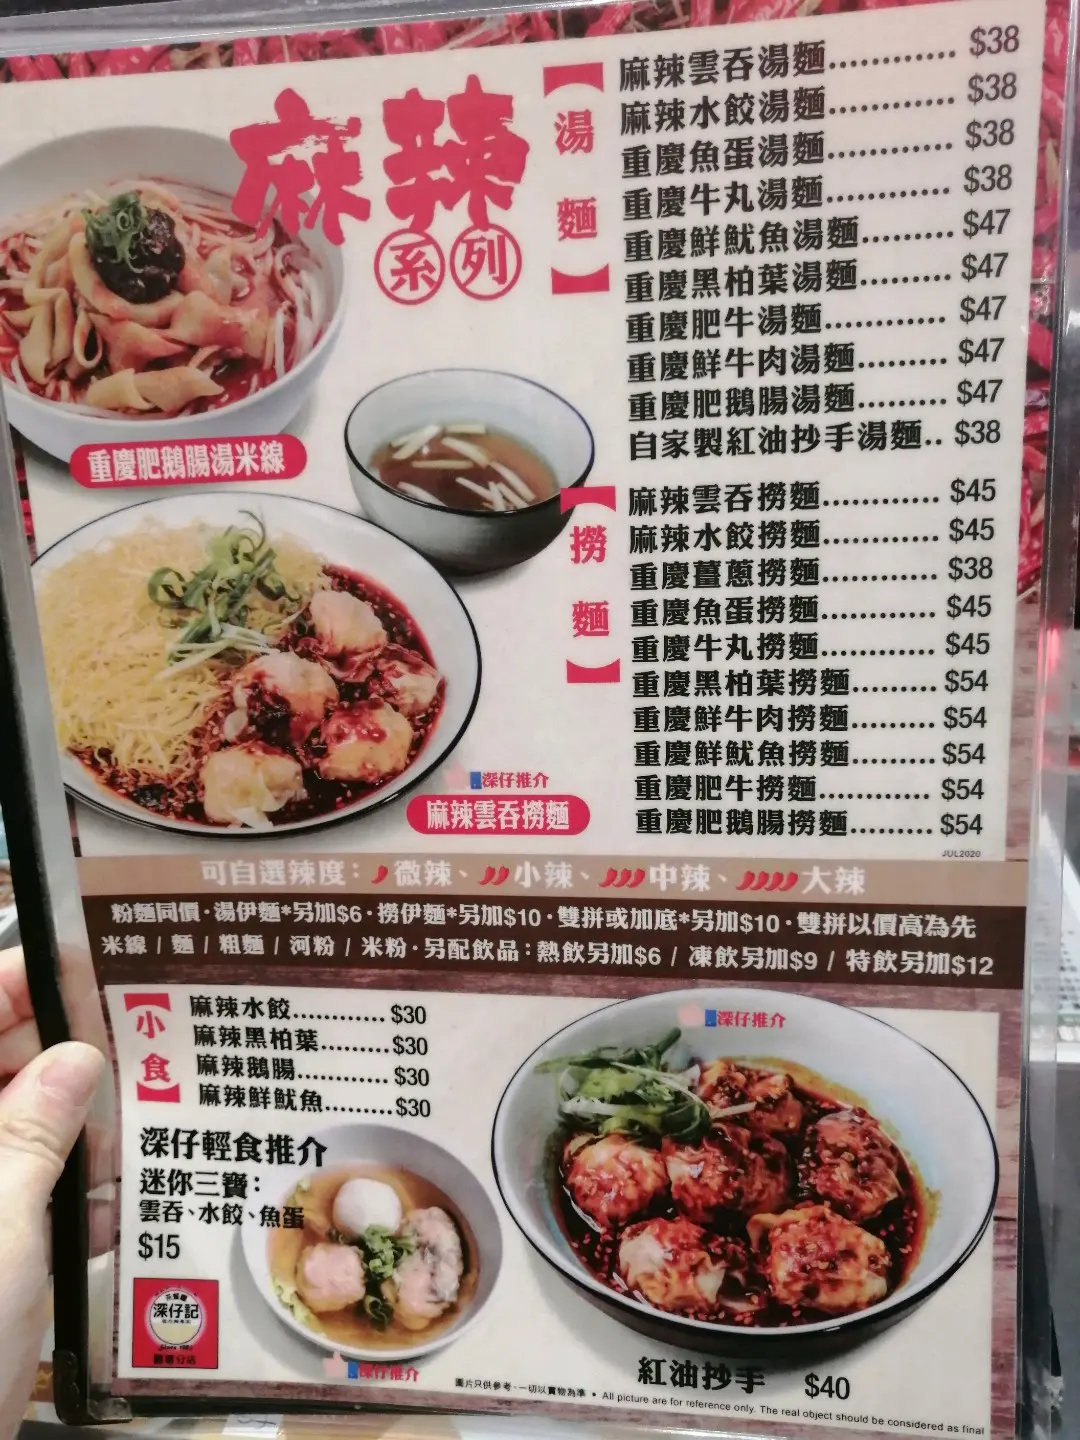 麻辣
系列
【湯麵】
麻辣雲吞湯麵............ $38
麻辣水餃湯麵............ $38
重慶魚蛋湯麵............ $38
重慶牛丸湯麵............ $38
重慶鮮魷魚湯麵......... $47
重慶黑柏葉湯麵......... $47
重慶肥牛湯麵............ $47
重慶鮮牛肉湯麵......... $47
重慶肥鵝腸湯麵......... $47
自家製紅油抄手湯麵.. $38
重慶肥鵝腸湯米線
【撈麵】
麻辣雲吞撈麵............ $45
麻辣水餃撈麵............ $45
重慶薑蔥撈麵............ $38
重慶魚蛋撈麵............ $45
重慶牛丸撈麵............ $45
重慶黑柏葉撈麵......... $54
重慶鮮牛肉撈麵......... $54
重慶鮮魷魚撈麵......... $54
重慶肥牛撈麵............ $54
重慶肥鵝腸撈麵......... $54
深仔推介
麻辣雲吞撈麵
JUL2020
可自選辣度：微辣、小辣、中辣、大辣
粉麵同價·湯伊麵*另加$6·撈伊麵*另加$10·雙拼或加底*另加$10·雙拼以價高為先
米線 / 麵 / 粗麵 / 河粉 / 米粉·另配飲品：熱飲另加$6 / 凍飲另加$9 / 特飲另加$12
【小食】
麻辣水餃............ $30
麻辣黑柏葉......... $30
麻辣鵝腸............ $30
麻辣鮮魷魚......... $30
深仔推介
深仔輕食推介
迷你三寶：
雲吞、水餃、魚蛋
$15
深仔記
深仔推介
紅油抄手 $40
圖片只供參考·一切以實物為準 • All picture are for reference only. The real object should be considered as final